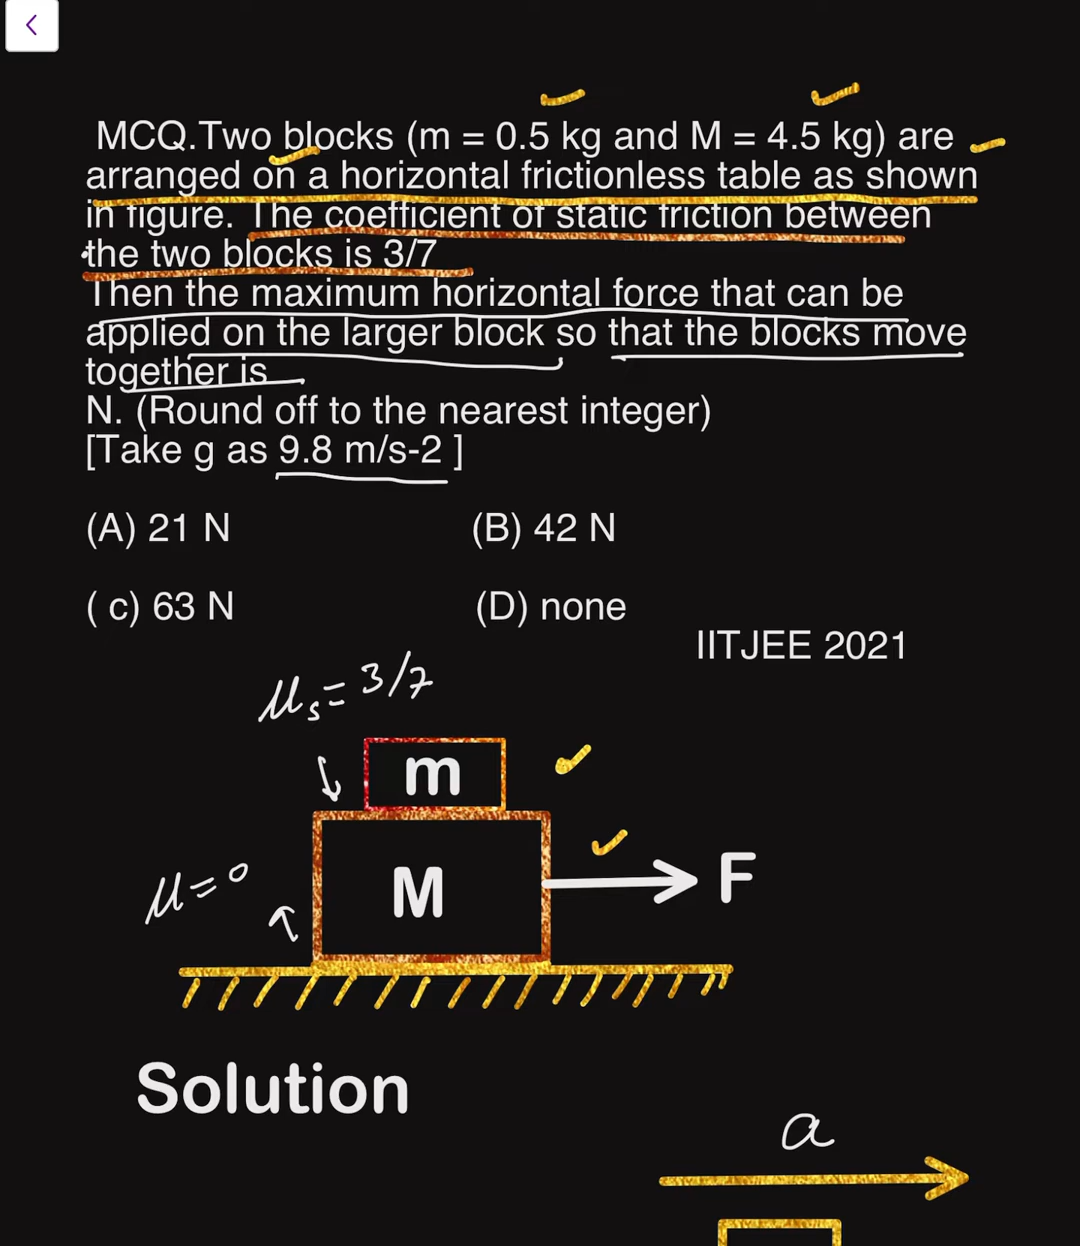 MCQ.Two blocks (m = 0.5 kg and M = 4.5 kg) are
arranged on a horizontal frictionless table as shown
in figure. The coefficient of static friction between
the two blocks is 3/7
Then the maximum horizontal force that can be
applied on the larger block so that the blocks move
together is
N. (Round off to the nearest integer)
[Take g as 9.8 m/s-2 ]
(A) 21 N (B) 42 N
( c) 63 N (D) none
IITJEE 2021
μs = 3/7
m
M
F
μ = 0
Solution
a